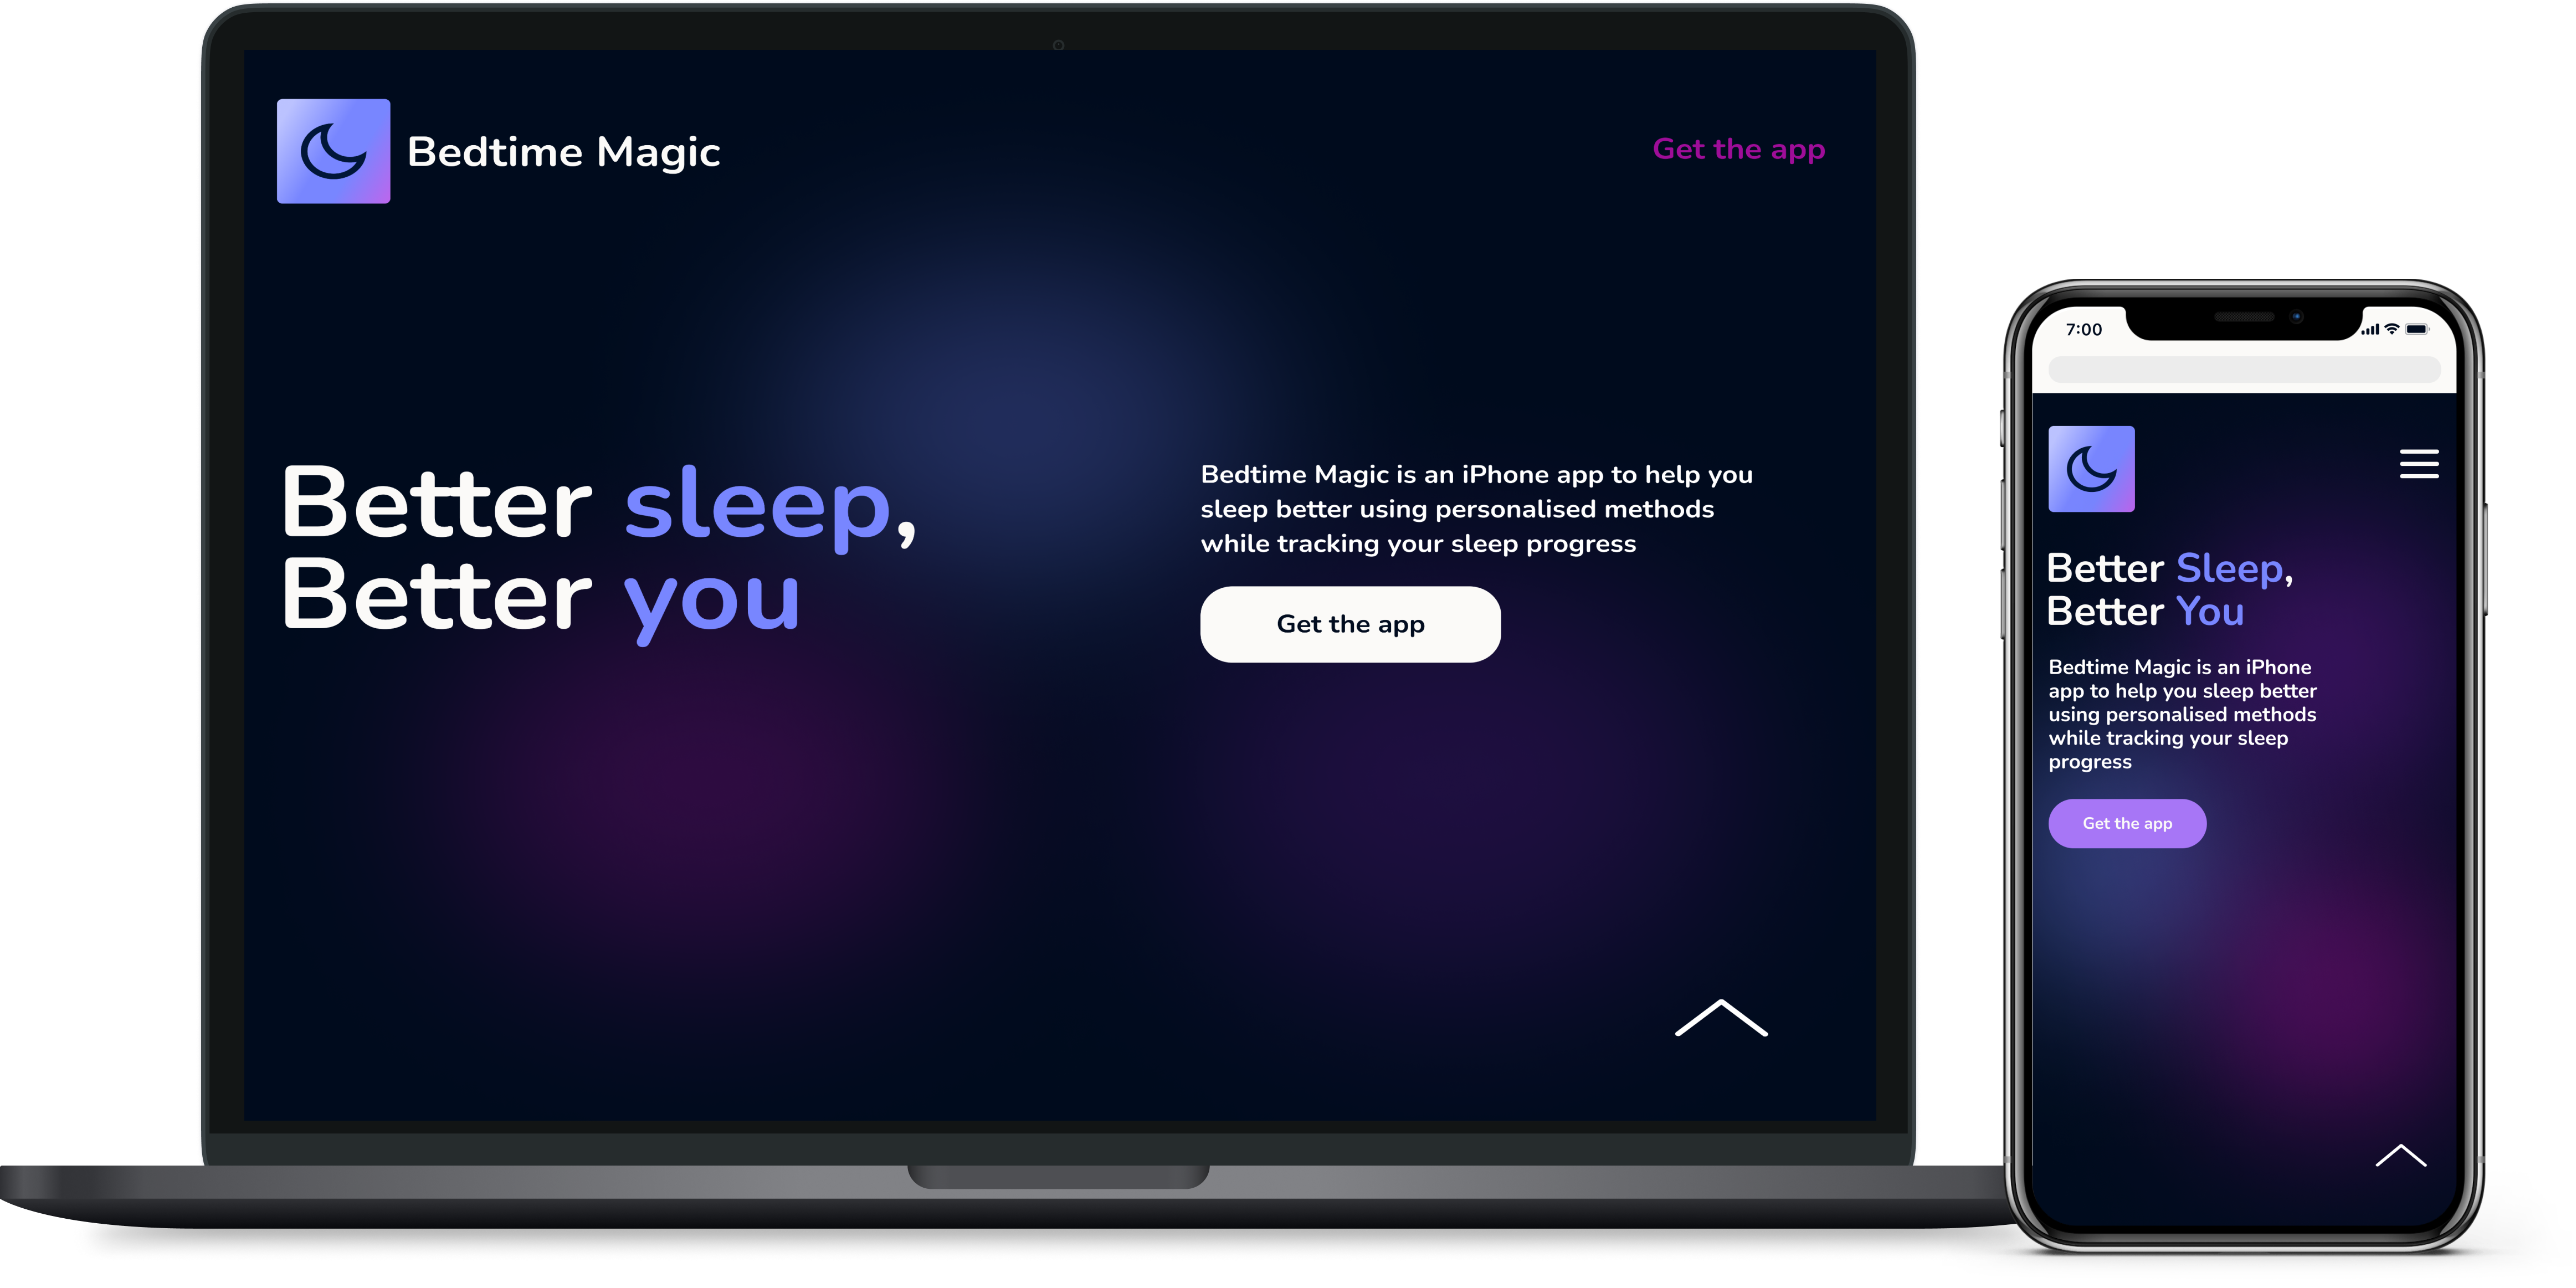 Bedtime Magic
Get the app
Better sleep,
Better you
Bedtime Magic is an iPhone app to help you
sleep better using personalised methods
while tracking your sleep progress
Get the app
7:00
Better Sleep,
Better You
Bedtime Magic is an iPhone
app to help you sleep better
using personalised methods
while tracking your sleep
progress
Get the app